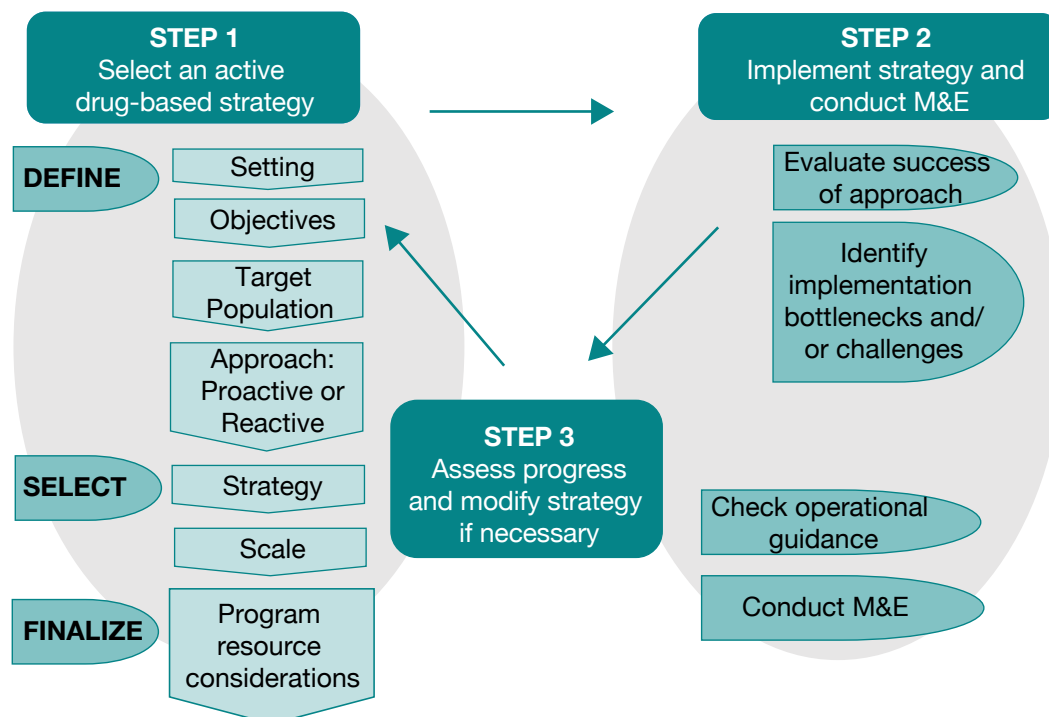 STEP 1
Select an active
drug-based strategy
DEFINE
Setting
Objectives
Target
Population
Approach:
Proactive or
Reactive
SELECT
Strategy
Scale
FINALIZE
Program
resource
considerations
STEP 2
Implement strategy and
conduct M&E
Evaluate success
of approach
Identify
implementation
bottlenecks and/
or challenges
Check operational
guidance
Conduct M&E
STEP 3
Assess progress
and modify strategy
if necessary